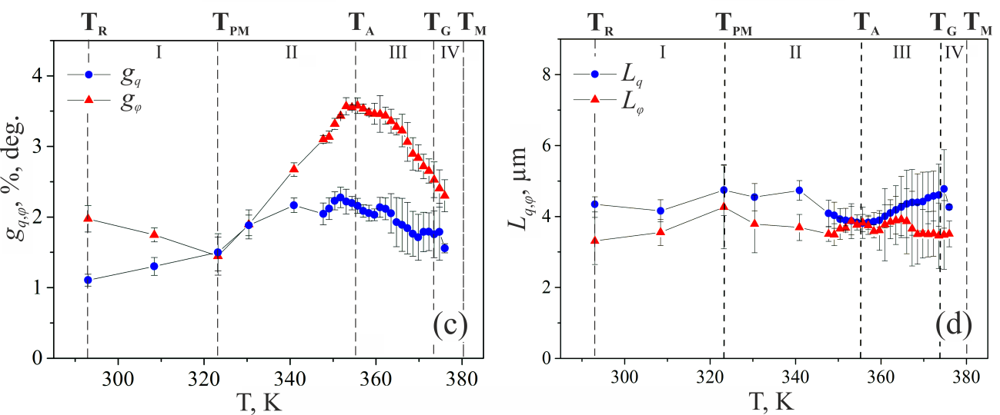 T_R T_PM T_A T_G T_M
I II III IV
g_q
g_φ
4
3
2
1
0
g_q,φ, %, deg.
(c)
300 320 340 360 380
T, K
T_R T_PM T_A T_G T_M
I II III IV
L_q
L_φ
8
6
4
2
0
L_q,φ, μm
(d)
300 320 340 360 380
T, K